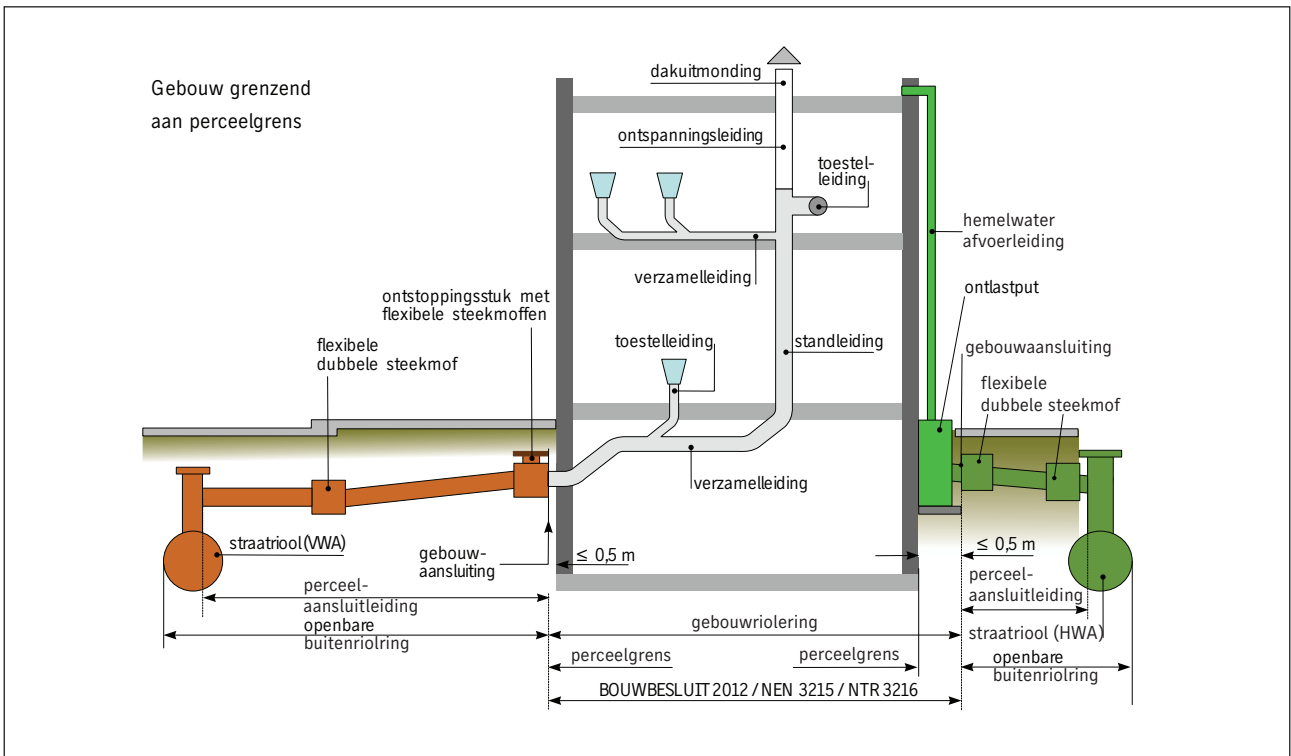 Gebouw grenzend
aan perceelgrens
dakuitmonding
ontspanningsleiding
toestel-
leiding
hemelwater
afvoerleiding
verzamelleiding
ontstoppingsstuk met
flexibele steekmoffen
ontlastput
flexibele
dubbele steekmof
toestelleiding
standleiding
gebouwaansluiting
flexibele
dubbele steekmof
verzamelleiding
straatriool (VWA)
gebouw-
aansluiting
≤ 0,5 m
≤ 0,5 m
perceel-
aansluitleiding
perceel-
aansluitleiding
openbare
buitenriolring
gebouwriolering
straatriool (HWA)
perceelgrens
perceelgrens
openbare
buitenriolring
BOUWBESLUIT 2012 / NEN 3215 / NTR 3216